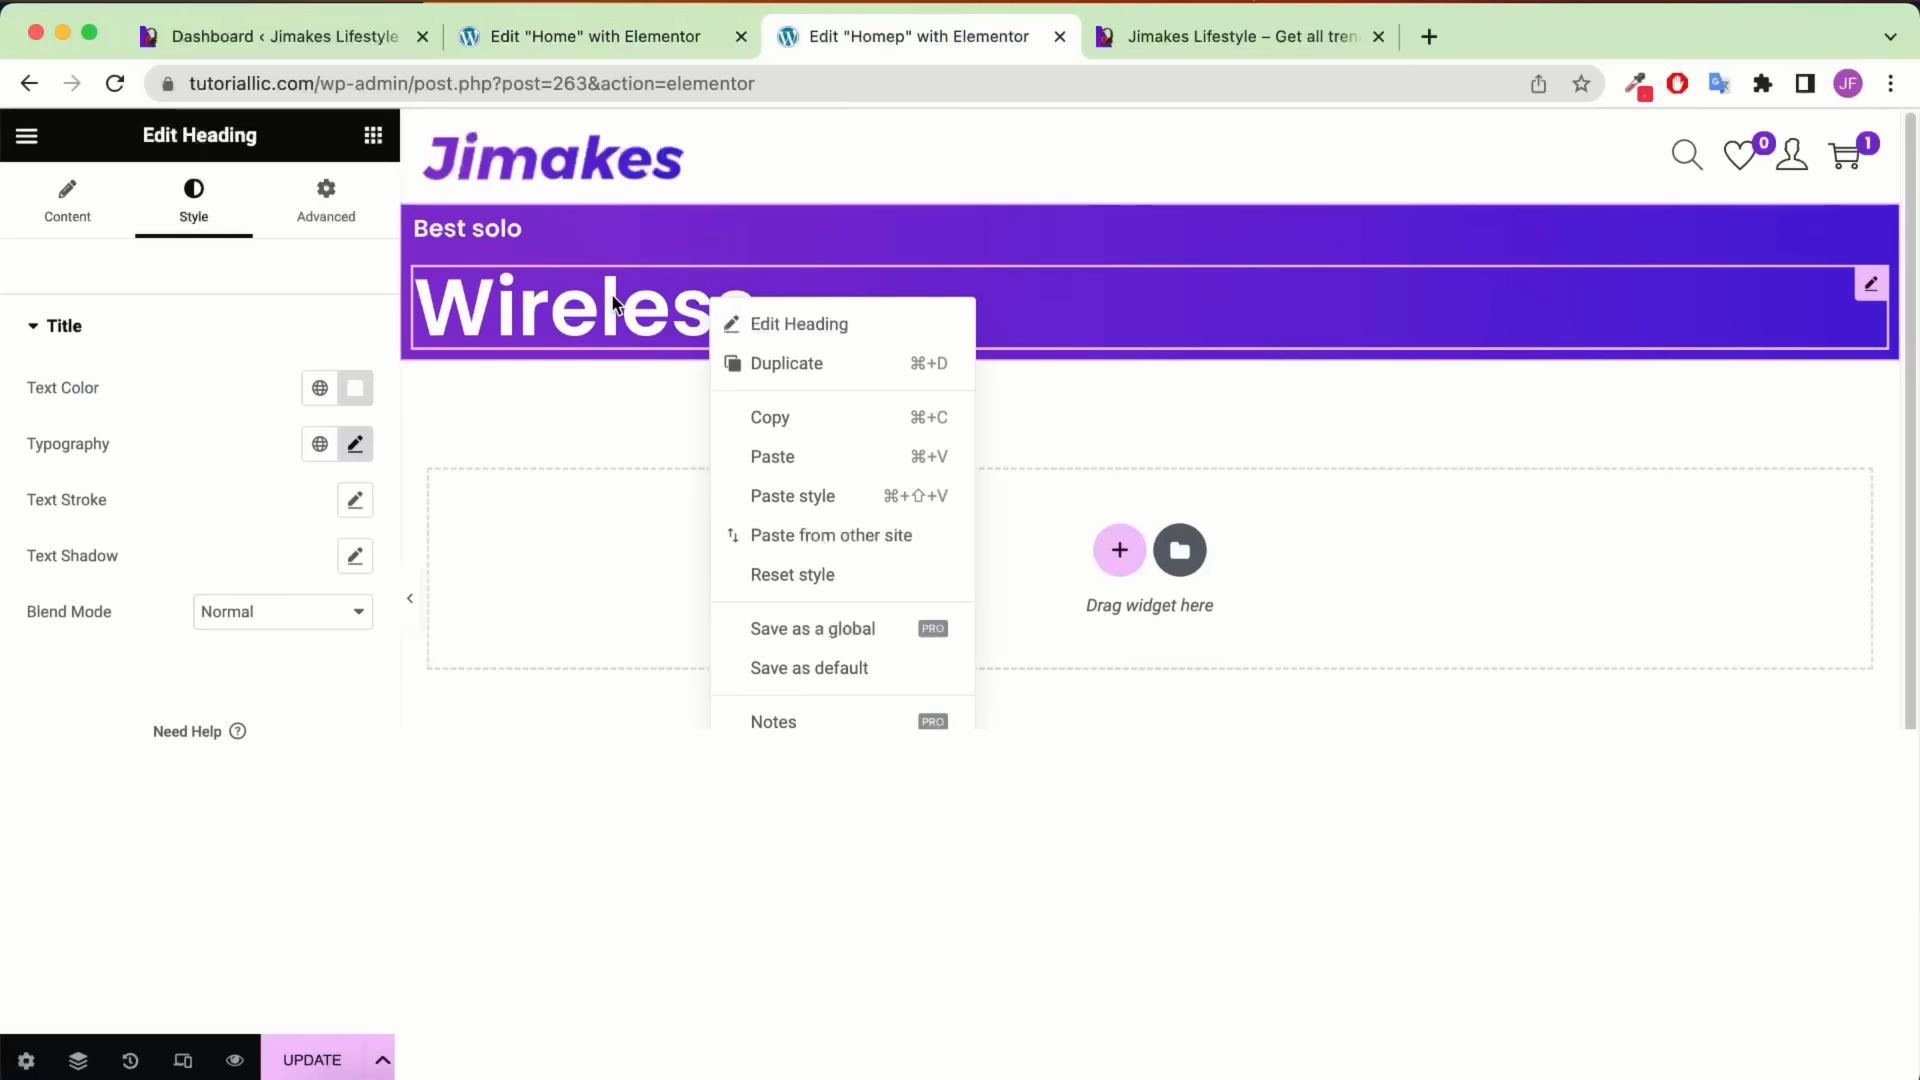 Dashboard ‹ Jimakes Lifestyle
Edit "Home" with Elementor
Edit "Homep" with Elementor
Jimakes Lifestyle – Get all tren
tutoriallic.com/wp-admin/post.php?post=263&action=elementor
JF
Edit Heading
Content
Style
Advanced
Title
Text Color
Typography
Text Stroke
Text Shadow
Blend Mode
Normal
Need Help
UPDATE
Jimakes
0
1
Best solo
Wireless
Edit Heading
Duplicate ⌘+D
Copy ⌘+C
Paste ⌘+V
Paste style ⌘+⇧+V
Paste from other site
Reset style
Save as a global PRO
Save as default
Notes PRO
Drag widget here